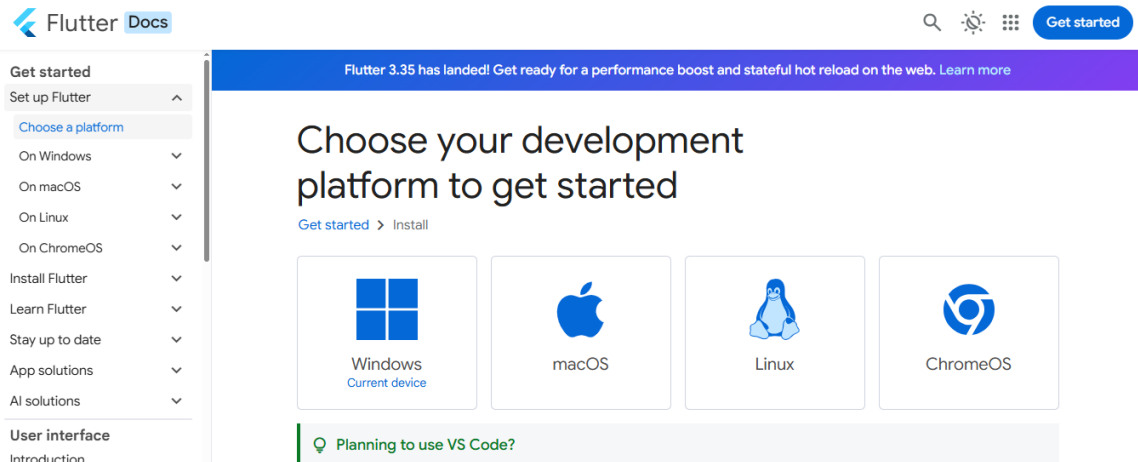 Flutter Docs
Get started
Get started
Set up Flutter
Choose a platform
On Windows
On macOS
On Linux
On ChromeOS
Install Flutter
Learn Flutter
Stay up to date
App solutions
AI solutions
User interface
Introduction
Flutter 3.35 has landed! Get ready for a performance boost and stateful hot reload on the web. Learn more
Choose your development
platform to get started
Get started > Install
Windows
Current device
macOS
Linux
ChromeOS
Planning to use VS Code?